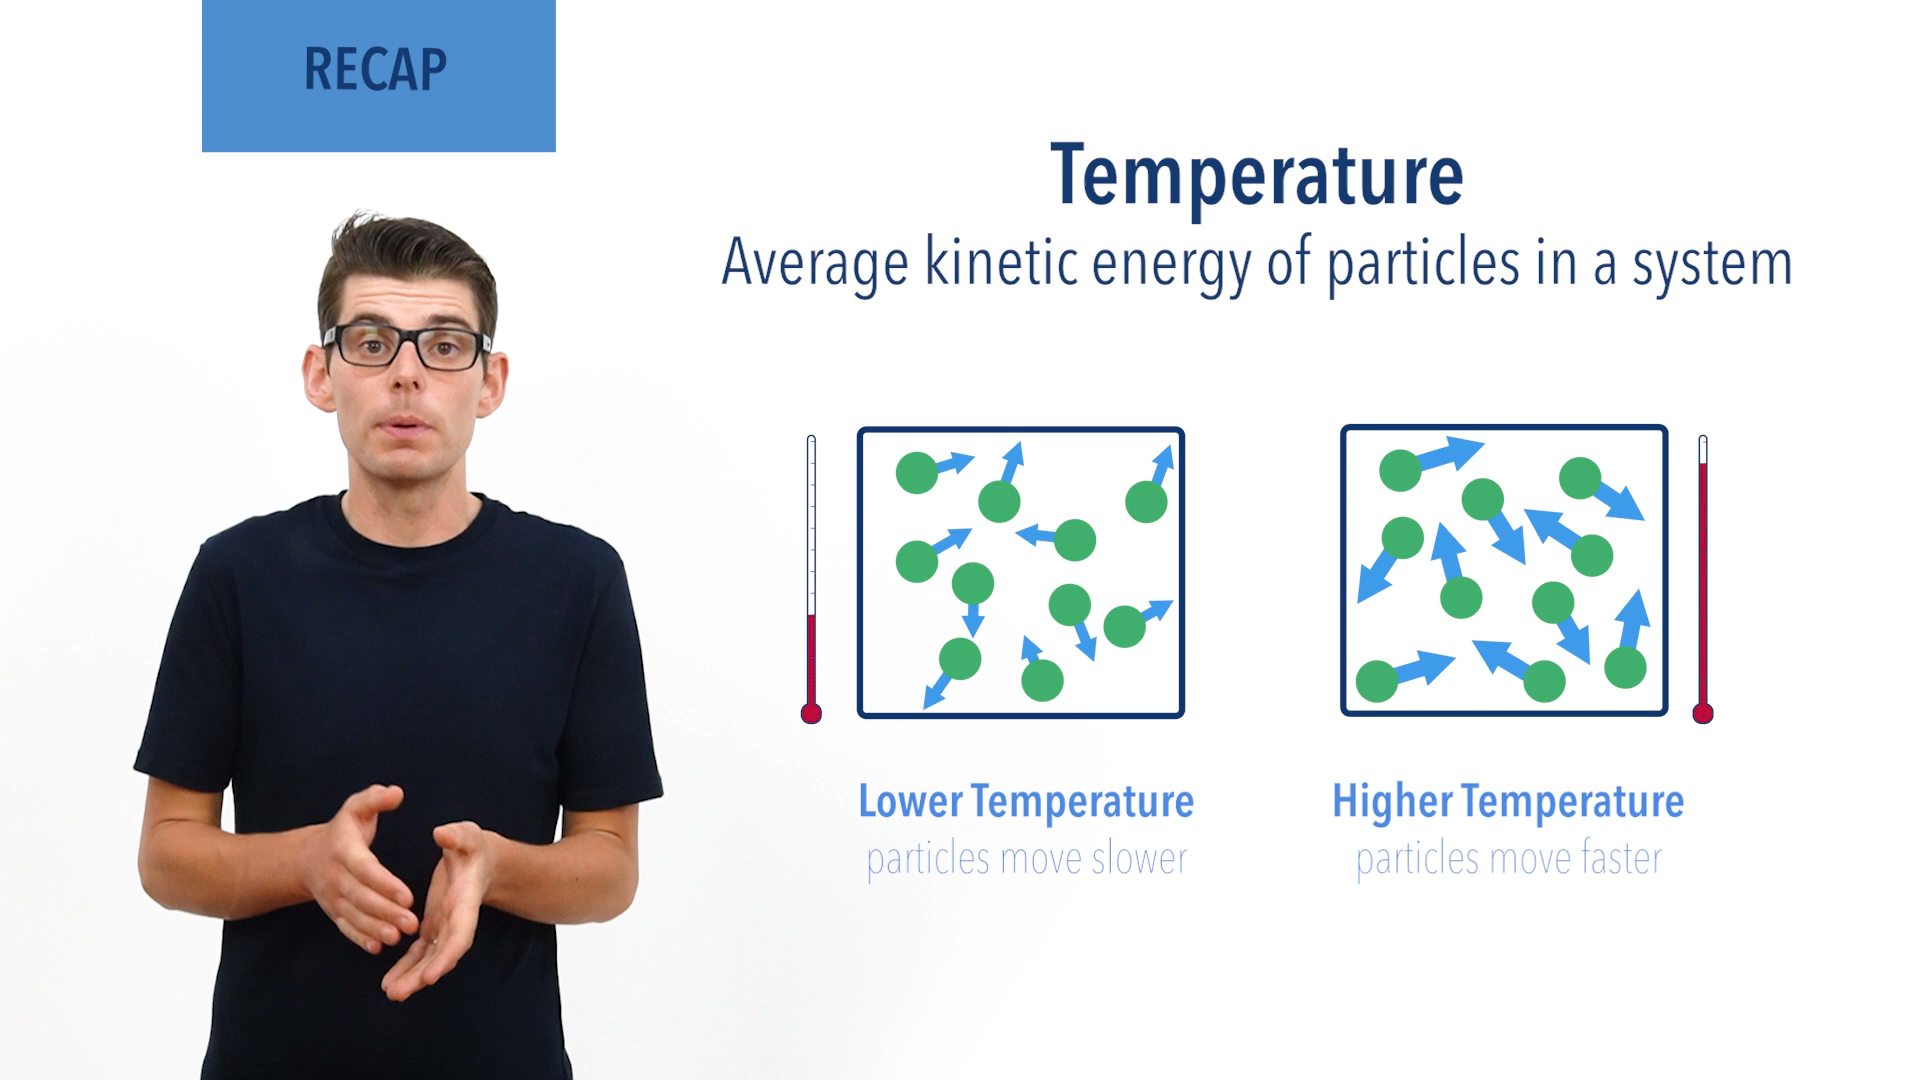 RECAP
Temperature
Average kinetic energy of particles in a system
Lower Temperature
particles move slower
Higher Temperature
particles move faster